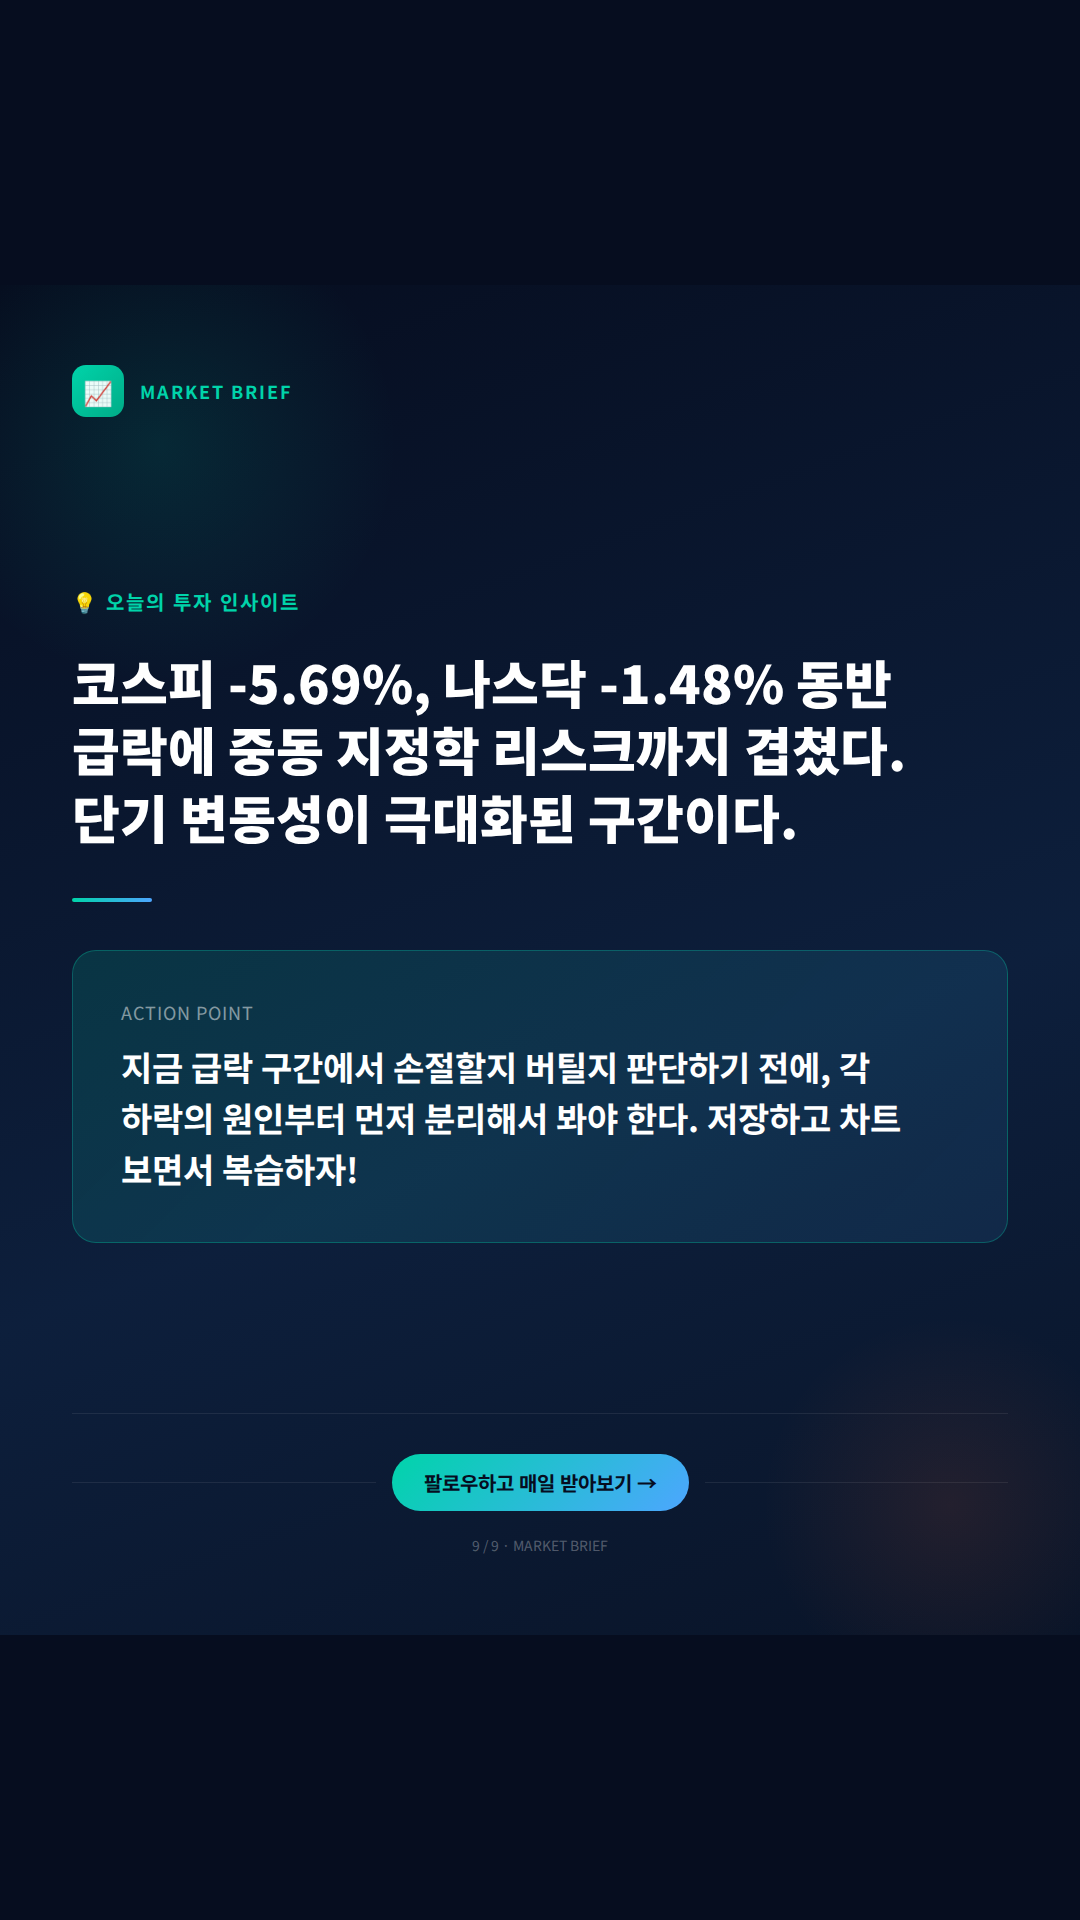 MARKET BRIEF
💡 오늘의 투자 인사이트
코스피 -5.69%, 나스닥 -1.48% 동반
급락에 중동 지정학 리스크까지 겹쳤다.
단기 변동성이 극대화된 구간이다.
ACTION POINT
지금 급락 구간에서 손절할지 버틸지 판단하기 전에, 각
하락의 원인부터 먼저 분리해서 봐야 한다. 저장하고 차트
보면서 복습하자!
팔로우하고 매일 받아보기 →
9 / 9 · MARKET BRIEF